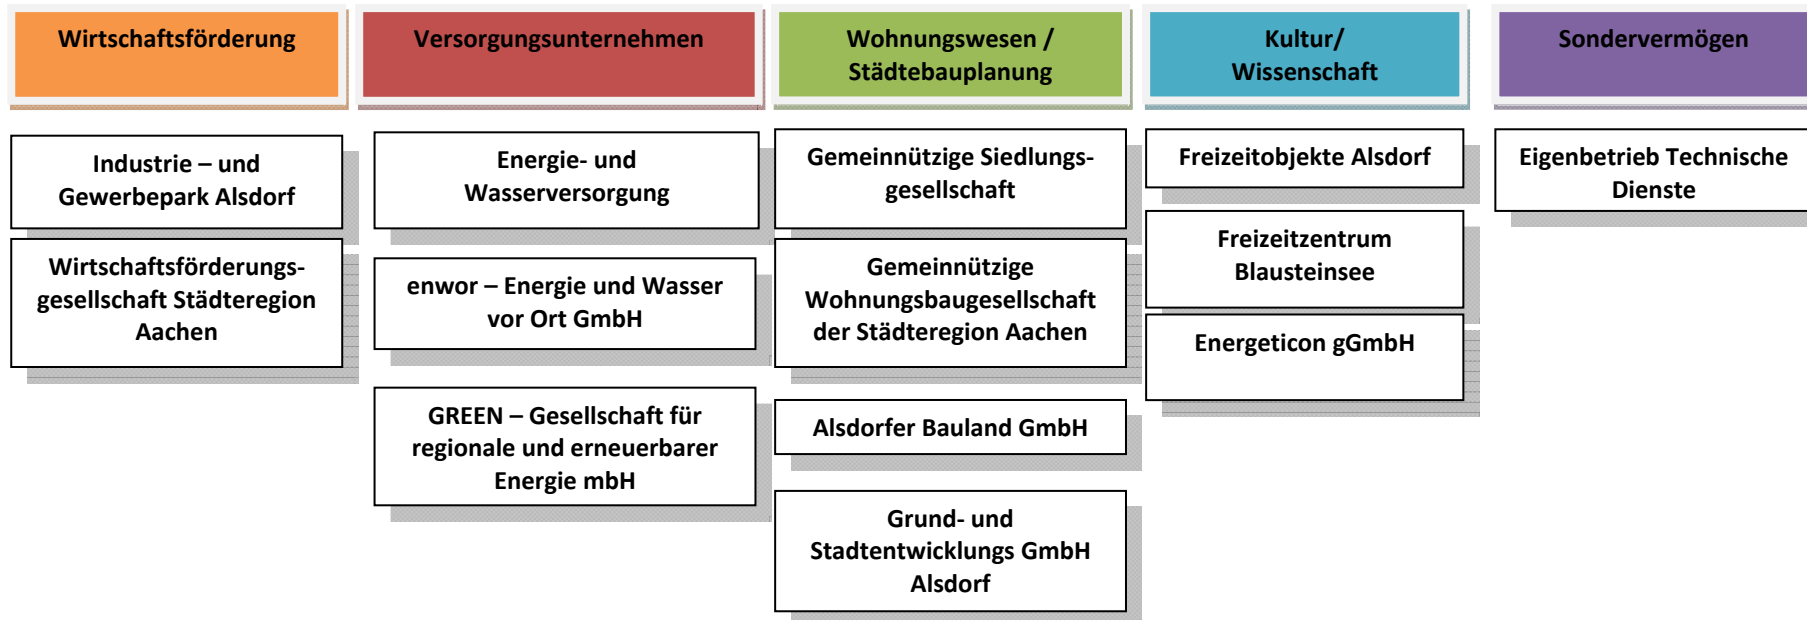 Wirtschaftsförderung
Versorgungsunternehmen
Wohnungswesen /
Städtebauplanung
Kultur/
Wissenschaft
Sondervermögen
Industrie – und
Gewerbepark Alsdorf
Wirtschaftsförderungs-
gesellschaft Städteregion
Aachen
Energie- und
Wasserversorgung
enwor – Energie und Wasser
vor Ort GmbH
GREEN – Gesellschaft für
regionale und erneuerbarer
Energie mbH
Gemeinnützige Siedlungs-
gesellschaft
Gemeinnützige
Wohnungsbaugesellschaft
der Städteregion Aachen
Alsdorfer Bauland GmbH
Grund- und
Stadtentwicklungs GmbH
Alsdorf
Freizeitobjekte Alsdorf
Freizeitzentrum
Blausteinsee
Energeticon gGmbH
Eigenbetrieb Technische
Dienste